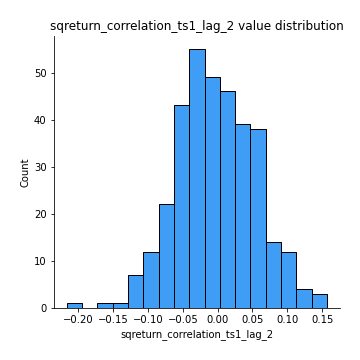 sqreturn_correlation_ts1_lag_2 value distribution
Count
50
40
30
20
10
0
−0.20 −0.15 −0.10 −0.05 0.00 0.05 0.10 0.15
sqreturn_correlation_ts1_lag_2